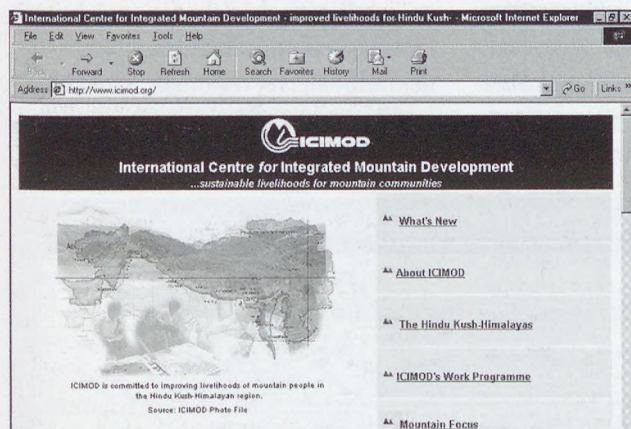 International Centre for Integrated Mountain Development - improved livelihoods for Hindu Kush- - Microsoft Internet Explorer
File Edit View Favorites Tools Help
Back Forward Stop Refresh Home Search Favorites History Mail Print
Address http://www.icimod.org/ Go Links »
ICIMOD
International Centre for Integrated Mountain Development
...sustainable livelihoods for mountain communities
What's New
About ICIMOD
The Hindu Kush-Himalayas
ICIMOD's Work Programme
Mountain Focus
ICIMOD is committed to improving livelihoods of mountain people in
the Hindu Kush-Himalayan region.
Source: ICIMOD Photo File